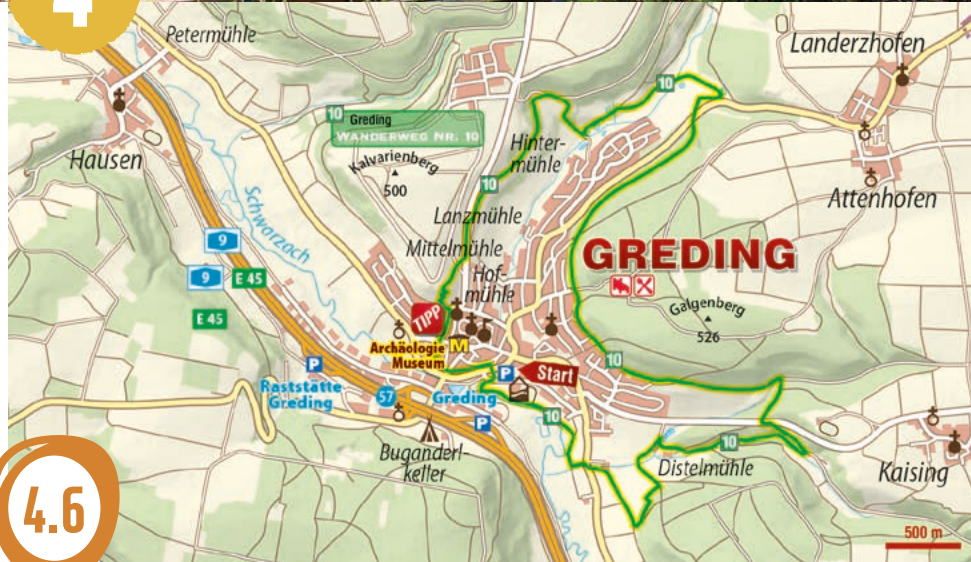 4
Petermühle
Landerzhofen
10
10
Greding
WANDERWEG NR. 10
Hinter-
mühle
Hausen
Kalvarienberg
500
10
Attenhofen
Schwarzach
Lanzmühle
9
Mittelmühle
GREDING
9
E 45
Hof-
mühle
E 45
TIPP
Galgenberg
526
Archäologie
Museum
M
P
P
Start
10
Raststätte
Greding
57
Greding
10
P
10
Buganderl-
keller
Distelmühle
Kaising
4.6
500 m